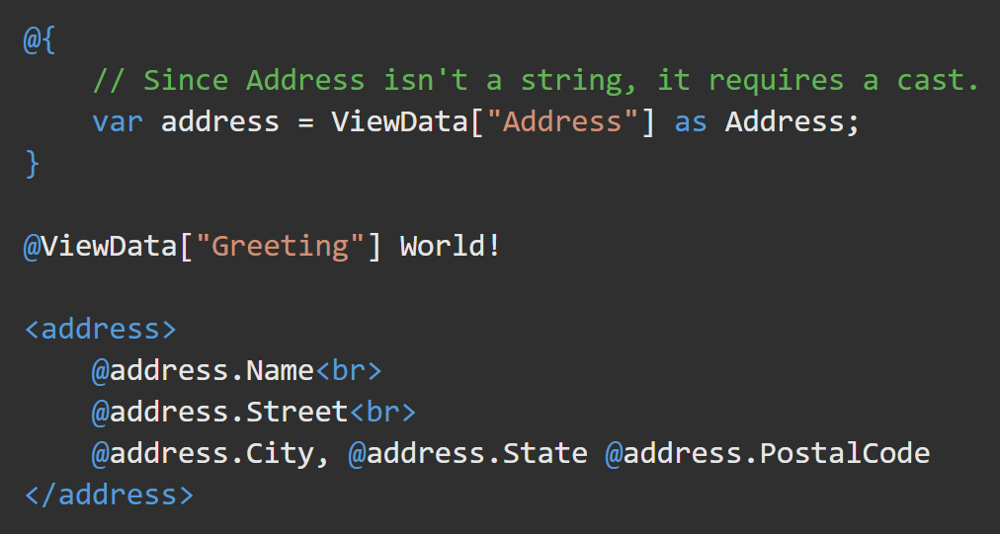 @{
    // Since Address isn't a string, it requires a cast.
    var address = ViewData["Address"] as Address;
}

@ViewData["Greeting"] World!

<address>
    @address.Name<br>
    @address.Street<br>
    @address.City, @address.State @address.PostalCode
</address>